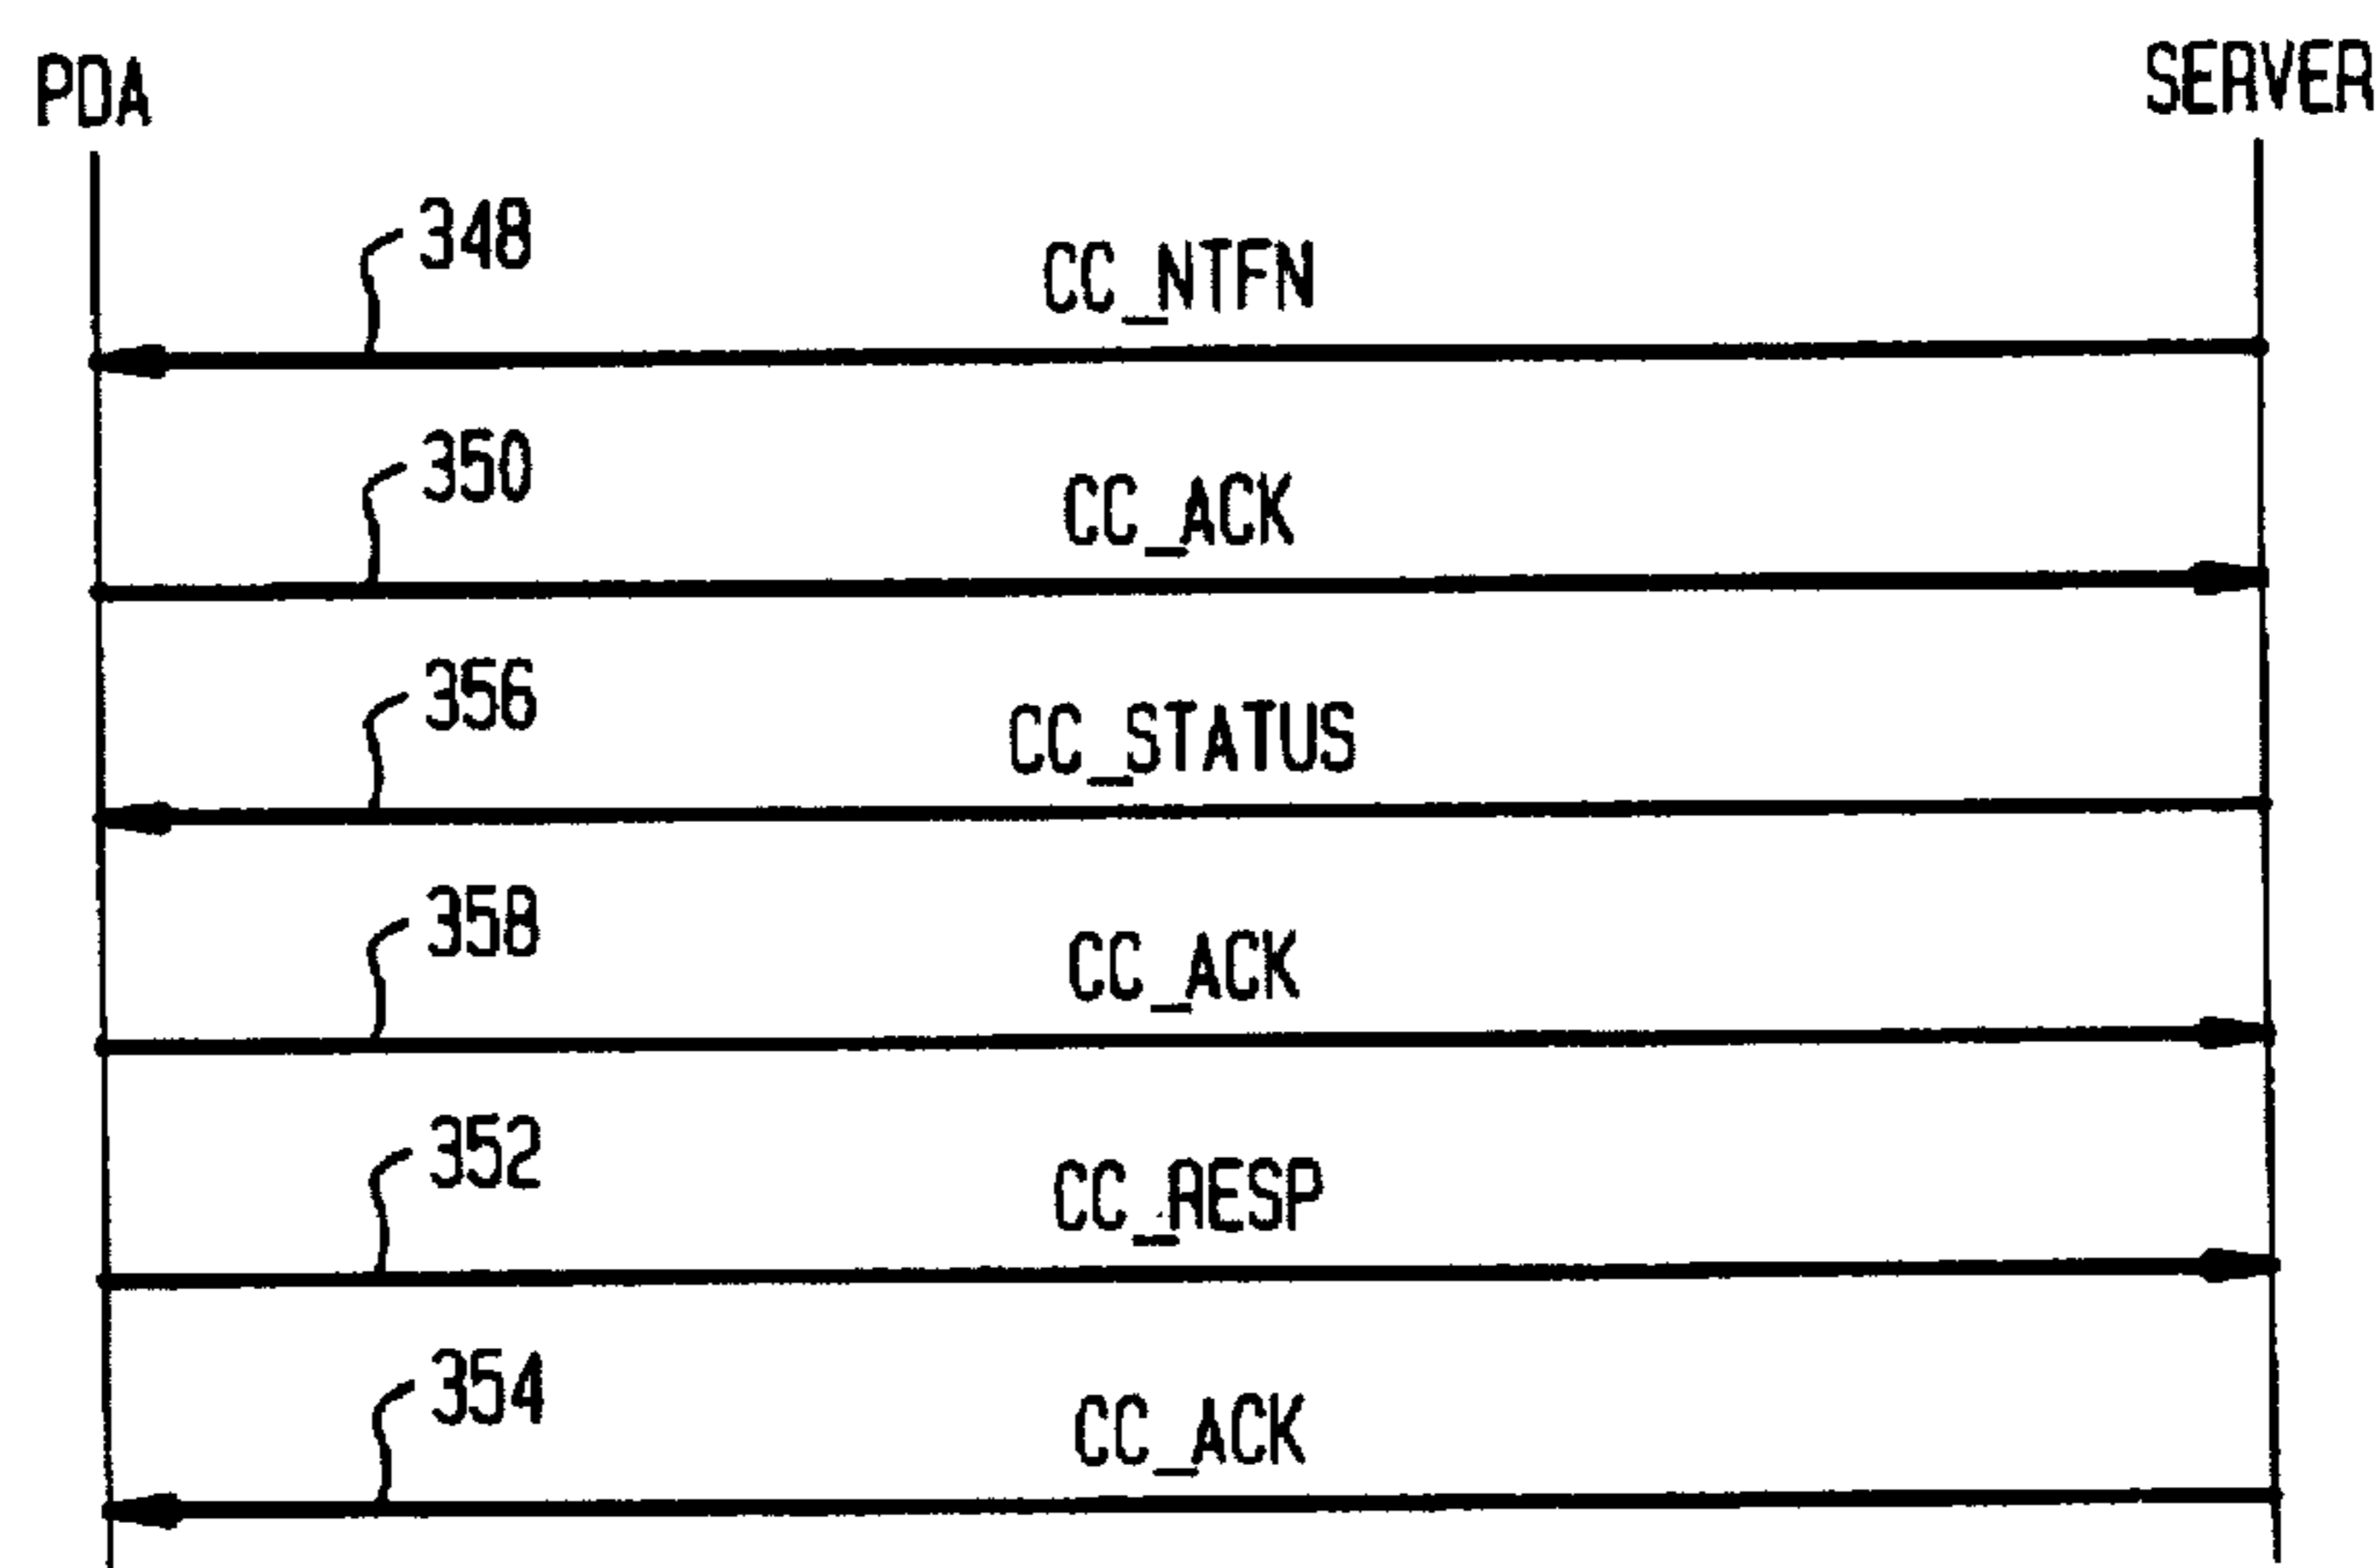 PDA SERVER
348
CC_NTFN
350
CC_ACK
356
CC_STATUS
358
CC_ACK
352
CC_RESP
354
CC_ACK